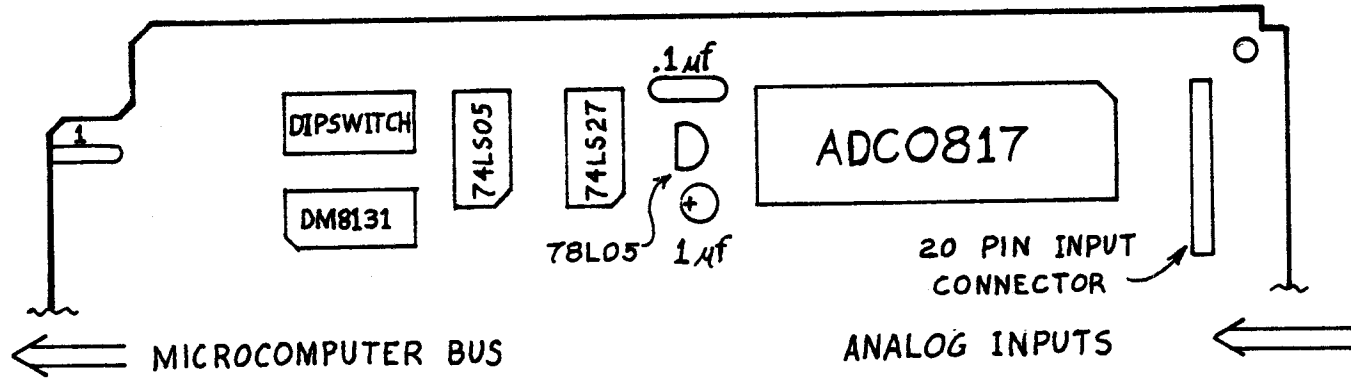 .1µf
DIPSWITCH
74LS05
74LS27
ADC0817
1
DM8131
78L05
1µf
20 PIN INPUT
CONNECTOR
MICROCOMPUTER BUS
ANALOG INPUTS